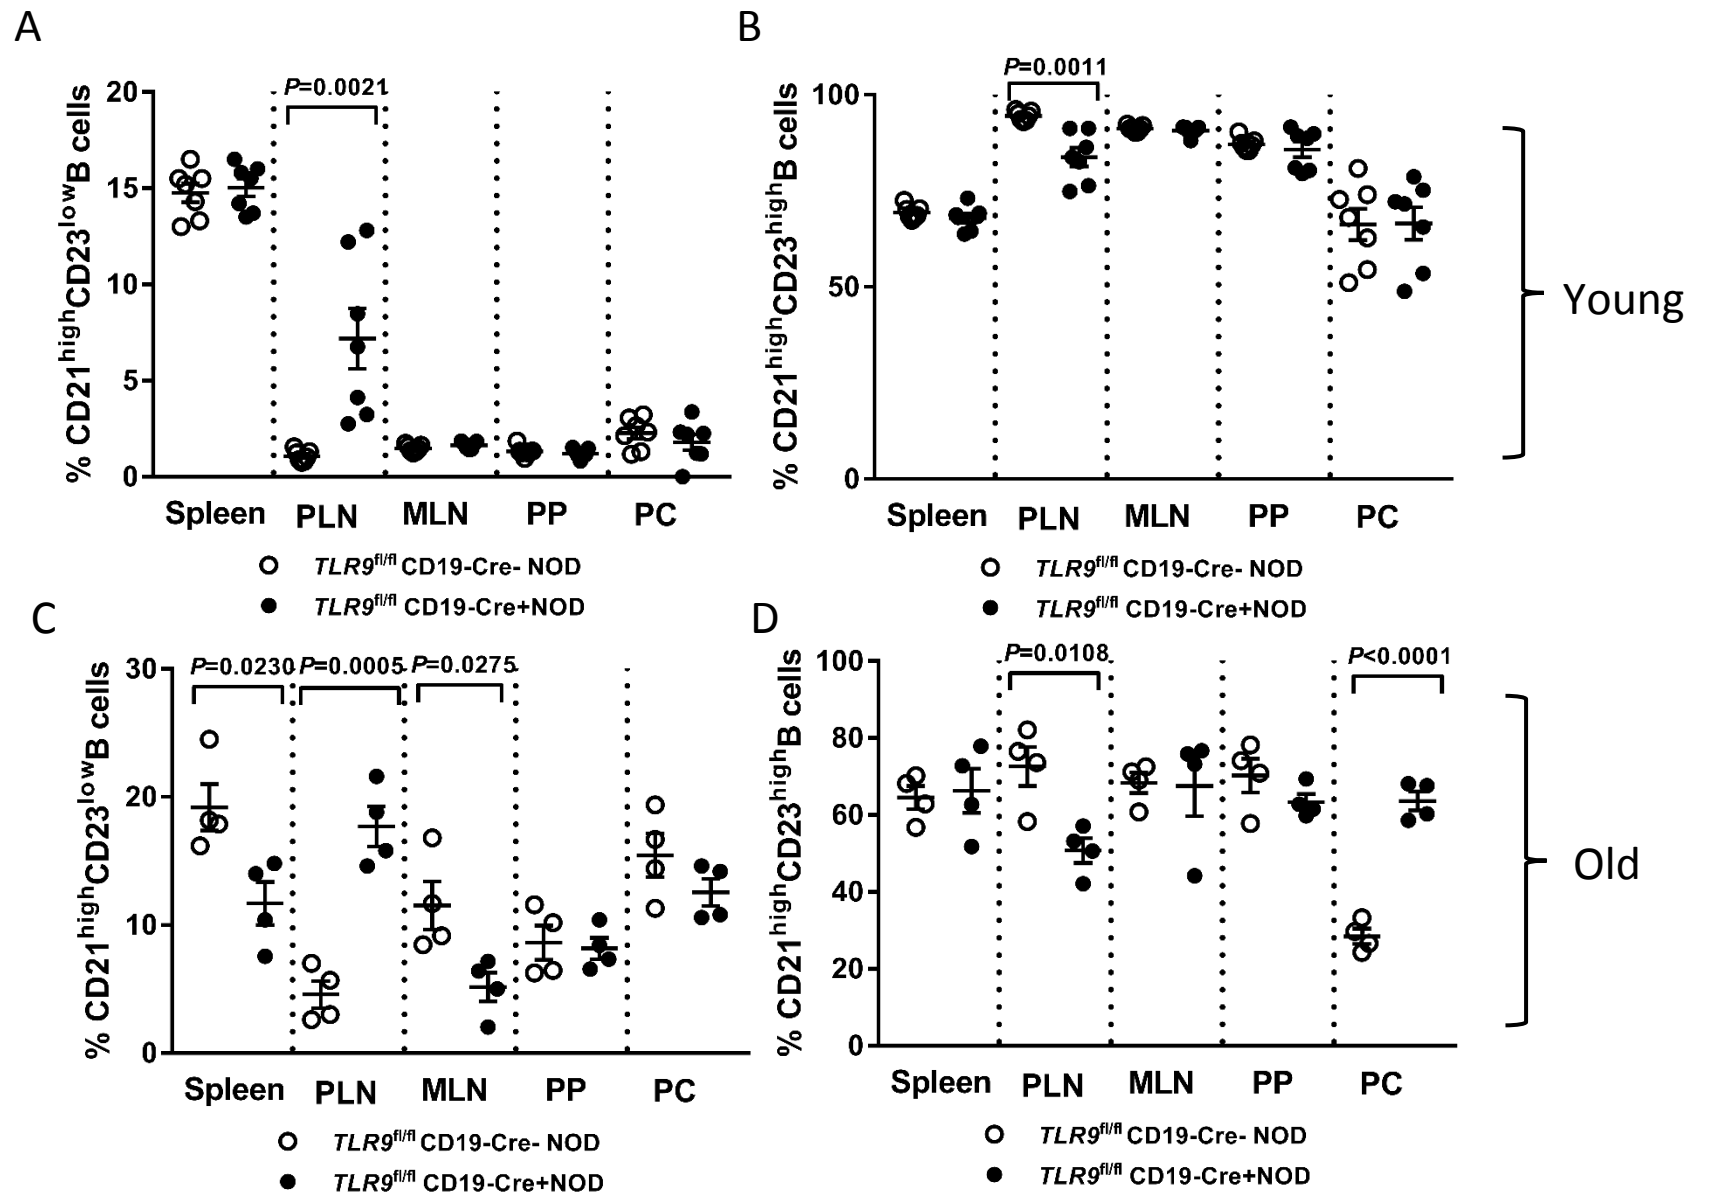 A
% CD21highCD23lowB cells
20
15
10
5
0
P=0.0021
Spleen PLN MLN PP PC
TLR9fl/fl CD19-Cre- NOD
TLR9fl/fl CD19-Cre+NOD
B
% CD21highCD23highB cells
100
50
0
P=0.0011
Spleen PLN MLN PP PC
TLR9fl/fl CD19-Cre- NOD
TLR9fl/fl CD19-Cre+NOD
Young
C
% CD21highCD23lowB cells
30
20
10
0
P=0.0230 P=0.0005 P=0.0275
Spleen PLN MLN PP PC
TLR9fl/fl CD19-Cre- NOD
TLR9fl/fl CD19-Cre+NOD
D
% CD21highCD23highB cells
100
80
60
40
20
0
P=0.0108 P<0.0001
Spleen PLN MLN PP PC
TLR9fl/fl CD19-Cre- NOD
TLR9fl/fl CD19-Cre+NOD
Old